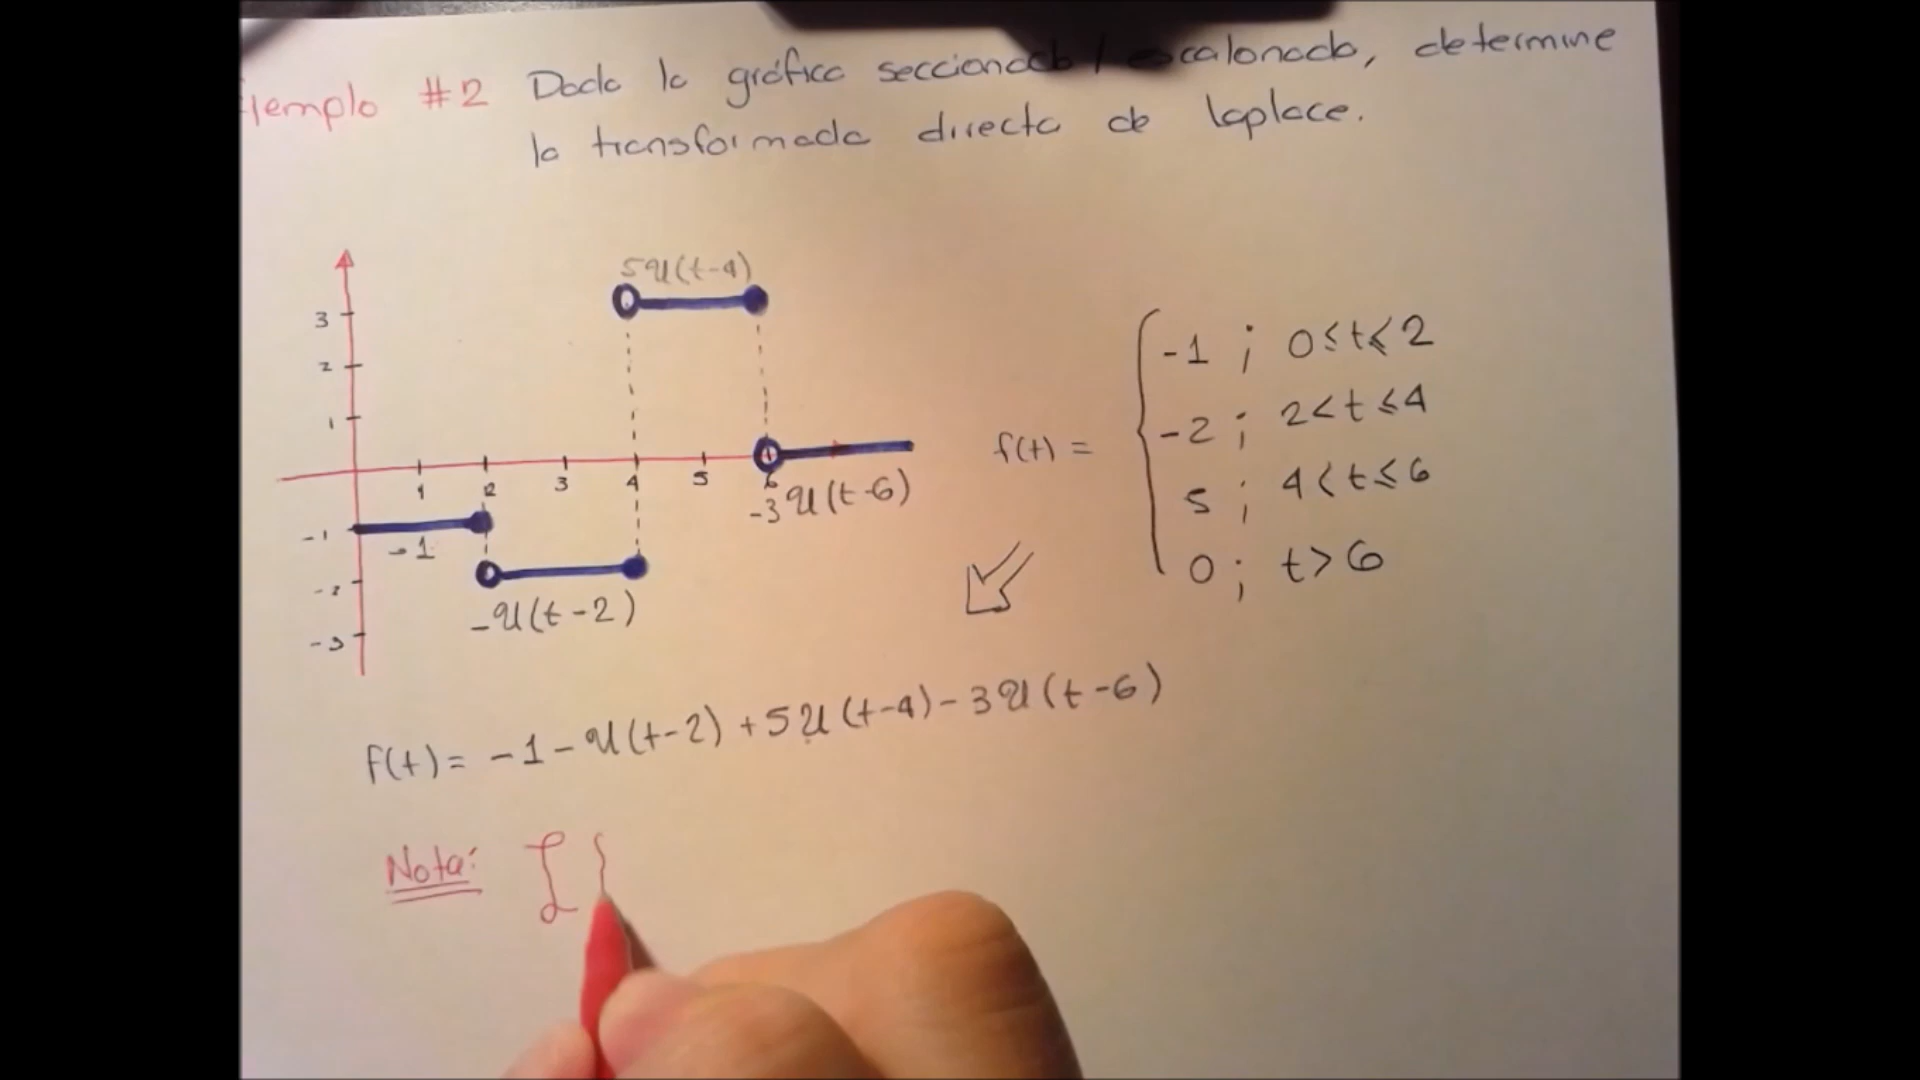 Ejemplo #2 Dada la gráfica seccionada / escalonada, determine
la transformada directa de Laplace.
5U(t-4)
3
2
1
1 2 3 4 5 6
-3U(t-6)
-1
-1
-2
-U(t-2)
-3
f(t) =
-1 ; 0≤t≤2
-2 ; 2<t≤4
5 ; 4<t≤6
0 ; t>6
f(t) = -1 - U(t-2) + 5U(t-4) - 3U(t-6)
Nota: ℒ {